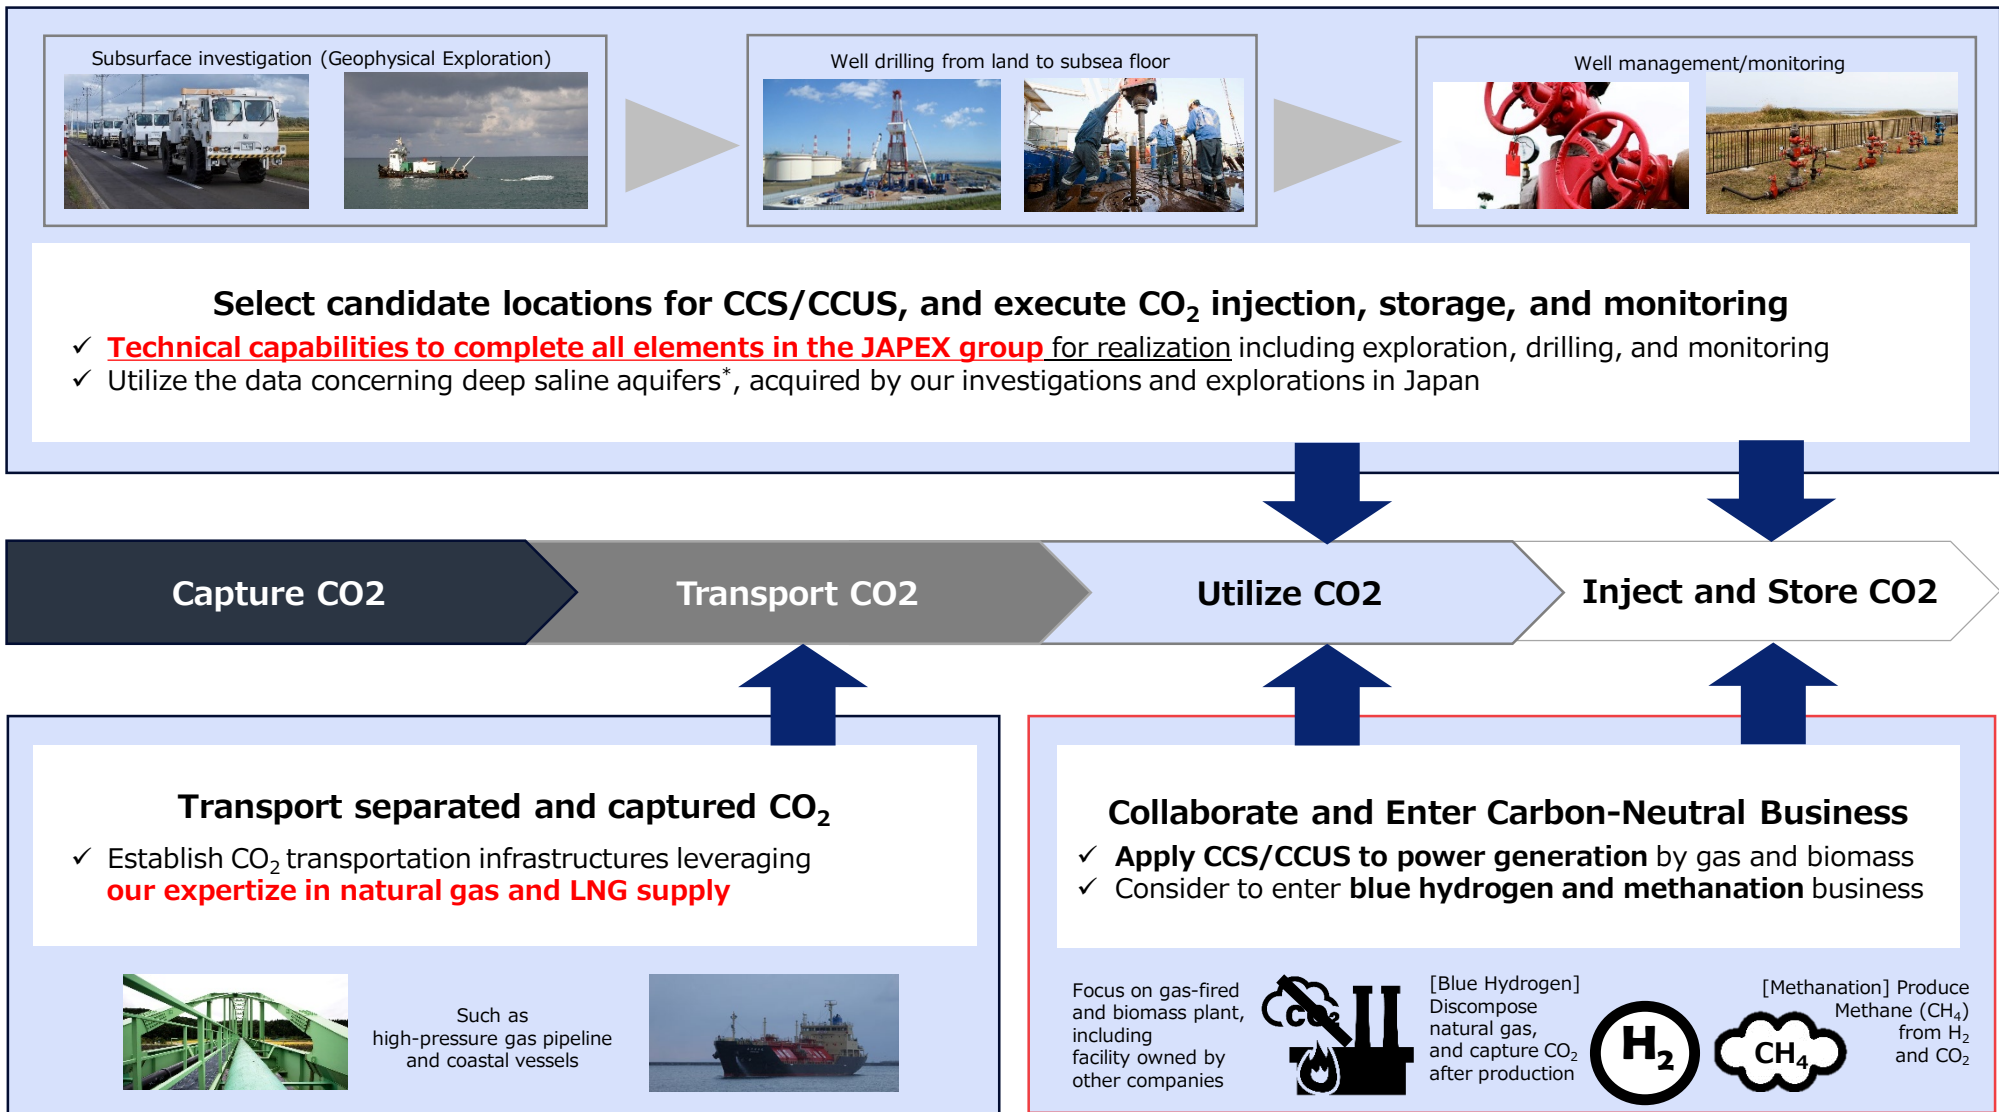 Subsurface investigation (Geophysical Exploration)
Well drilling from land to subsea floor
Well management/monitoring
Select candidate locations for CCS/CCUS, and execute CO₂ injection, storage, and monitoring
✓ Technical capabilities to complete all elements in the JAPEX group for realization including exploration, drilling, and monitoring
✓ Utilize the data concerning deep saline aquifers*, acquired by our investigations and explorations in Japan
Capture CO2
Transport CO2
Utilize CO2
Inject and Store CO2
Transport separated and captured CO₂
✓ Establish CO₂ transportation infrastructures leveraging
our expertize in natural gas and LNG supply
Such as
high-pressure gas pipeline
and coastal vessels
Collaborate and Enter Carbon-Neutral Business
✓ Apply CCS/CCUS to power generation by gas and biomass
✓ Consider to enter blue hydrogen and methanation business
Focus on gas-fired
and biomass plant,
including
facility owned by
other companies
CO₂
[Blue Hydrogen]
Discompose
natural gas,
and capture CO₂
after production
H₂
CH₄
[Methanation] Produce
Methane (CH₄)
from H₂
and CO₂